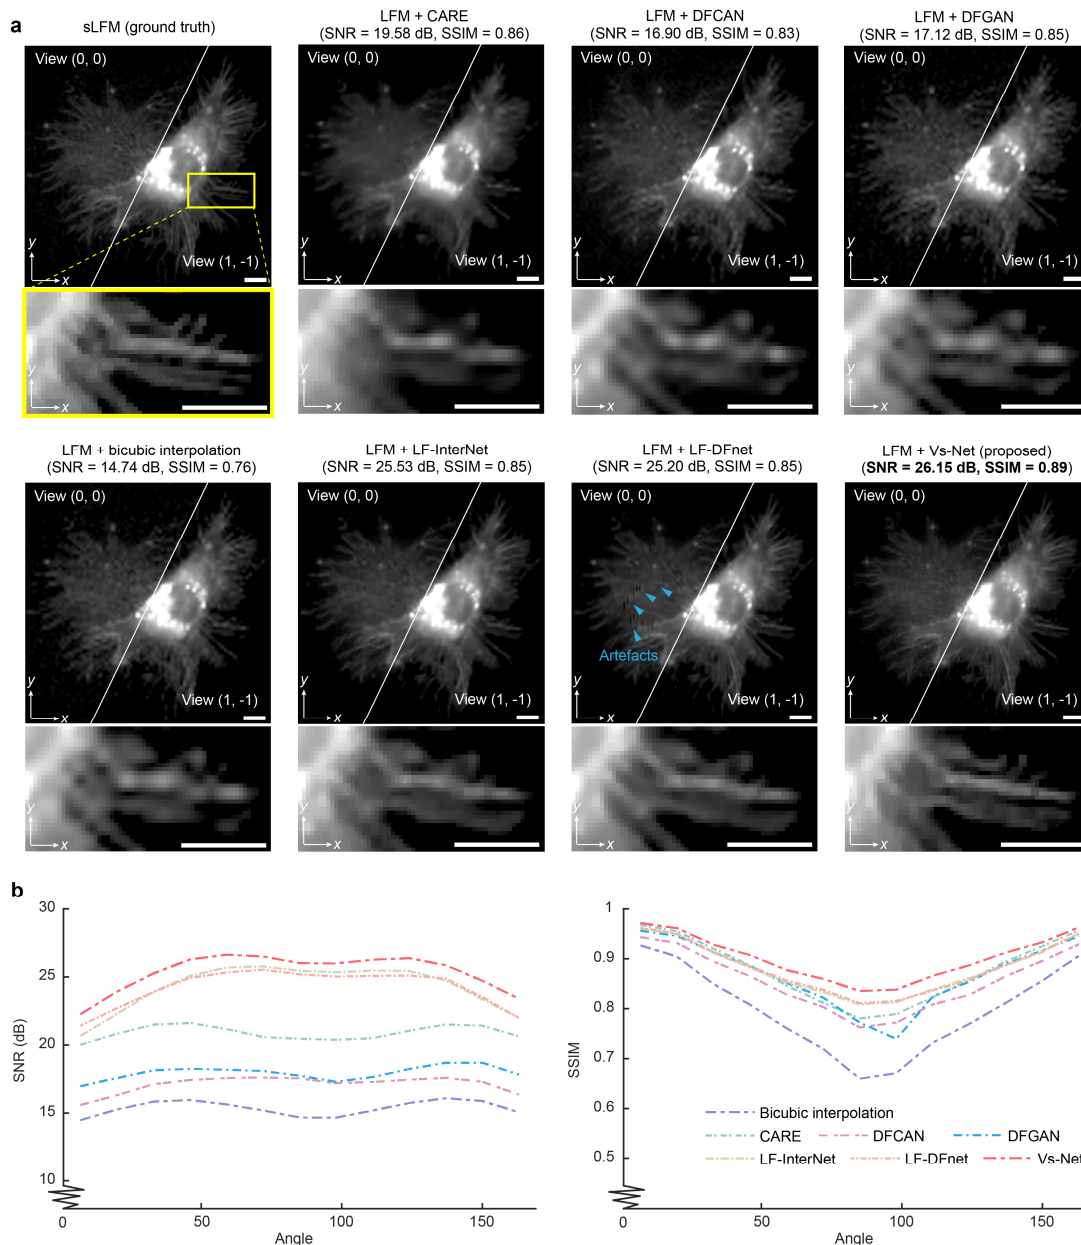 a
sLFM (ground truth)
LFM + CARE
(SNR = 19.58 dB, SSIM = 0.86)
LFM + DFCAN
(SNR = 16.90 dB, SSIM = 0.83)
LFM + DFGAN
(SNR = 17.12 dB, SSIM = 0.85)
View (0, 0)
View (0, 0)
View (0, 0)
View (0, 0)
y
x
View (1, -1)
y
x
View (1, -1)
y
x
View (1, -1)
y
x
View (1, -1)
y
x
y
x
y
x
y
x
LFM + bicubic interpolation
(SNR = 14.74 dB, SSIM = 0.76)
LFM + LF-InterNet
(SNR = 25.53 dB, SSIM = 0.85)
LFM + LF-DFnet
(SNR = 25.20 dB, SSIM = 0.85)
LFM + Vs-Net (proposed)
(SNR = 26.15 dB, SSIM = 0.89)
View (0, 0)
View (0, 0)
View (0, 0)
View (0, 0)
Artefacts
y
x
View (1, -1)
y
x
View (1, -1)
y
x
View (1, -1)
y
x
View (1, -1)
y
x
y
x
y
x
y
x
b
30
25
20
15
10
SNR (dB)
0
50
100
150
Angle
1
0.9
0.8
0.7
0.6
0.5
SSIM
Bicubic interpolation
CARE
DFCAN
DFGAN
LF-InterNet
LF-DFnet
Vs-Net
0
50
100
150
Angle